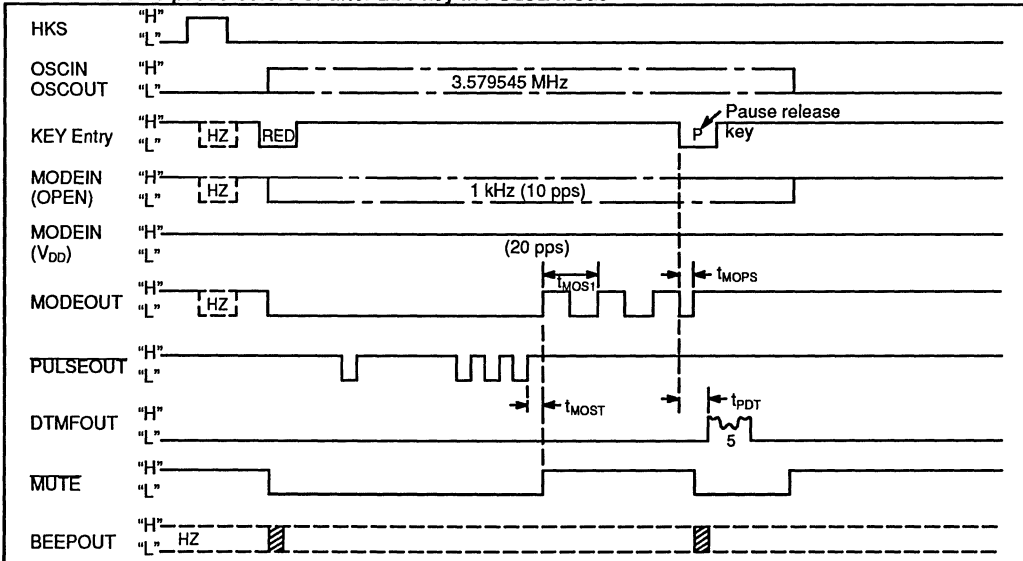 HKS "H" "L"
OSCIN OSCOUT "H" "L" 3.579545 MHz
KEY Entry "H" "L" HZ RED P Pause release key
MODEIN (OPEN) "H" "L" HZ 1 kHz (10 pps)
MODEIN (VDD) "H" "L" (20 pps)
MODEOUT "H" "L" HZ tMOS1 tMOPS
PULSEOUT "H" "L" tMOST
DTMFOUT "H" "L" tPDT 5
MUTE "H" "L"
BEEPOUT "H" "L" HZ